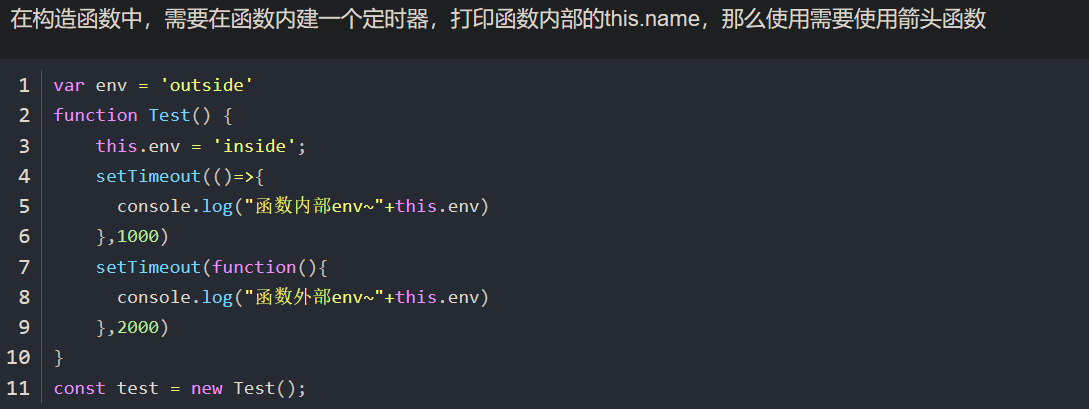 在构造函数中，需要在函数内建一个定时器，打印函数内部的this.name，那么使用需要使用箭头函数
1 var env = 'outside'
2 function Test() {
3     this.env = 'inside';
4     setTimeout(()=>{
5       console.log("函数内部env~"+this.env)
6     },1000)
7     setTimeout(function(){
8       console.log("函数外部env~"+this.env)
9     },2000)
10 }
11 const test = new Test();